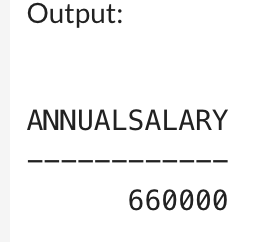 Output:
ANNUALSALARY
------------
660000